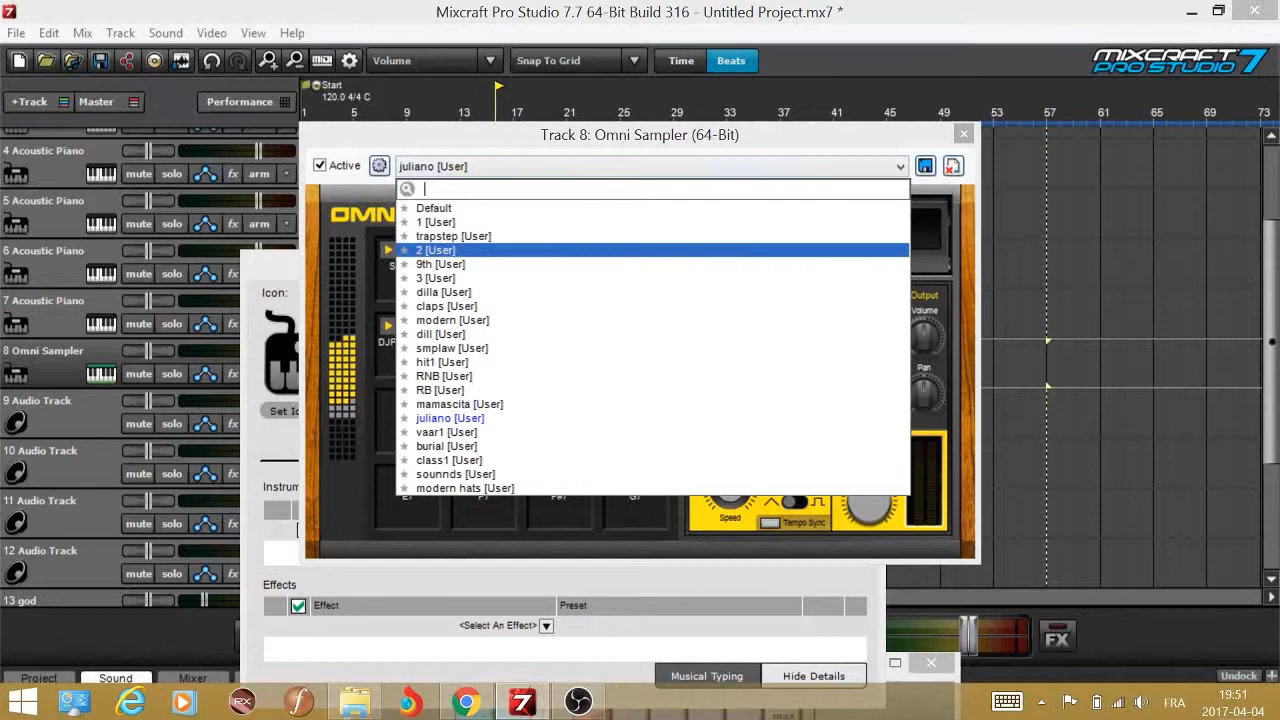 Mixcraft Pro Studio 7.7 64-Bit Build 316 - Untitled Project.mx7 *
File Edit Mix Track Sound Video View Help
Volume Snap To Grid Time Beats
MIXCRAFT PRO STUDIO 7
+Track Master Performance
Start
120.0 4/4 C
1 5 9 13 17 21 25 29 33 37 41 45 49 53 57 61 65 69 73
Track 8: Omni Sampler (64-Bit)
Active juliano [User]
4 Acoustic Piano
mute solo fx arm
5 Acoustic Piano
mute solo fx arm
6 Acoustic Piano
mute solo fx
7 Acoustic Piano
mute solo fx
8 Omni Sampler
mute solo fx
9 Audio Track
mute solo fx
10 Audio Track
mute solo fx
11 Audio Track
mute solo fx
12 Audio Track
mute solo fx
13 god
Icon:
Set Ic
Instrum
OMN
DJF
Default
1 [User]
trapstep [User]
2 [User]
9th [User]
3 [User]
dilla [User]
claps [User]
modern [User]
dill [User]
smplaw [User]
hit1 [User]
RNB [User]
RB [User]
mamascita [User]
juliano [User]
vaar1 [User]
burial [User]
class1 [User]
sounnds [User]
modern hats [User]
Output
Volume
Pan
Speed Tempo Sync
Effects
Effect Preset
<Select An Effect>
FX
Musical Typing Hide Details
Project Sound Mixer Undock
max
FRA
19:51
2017-04-04